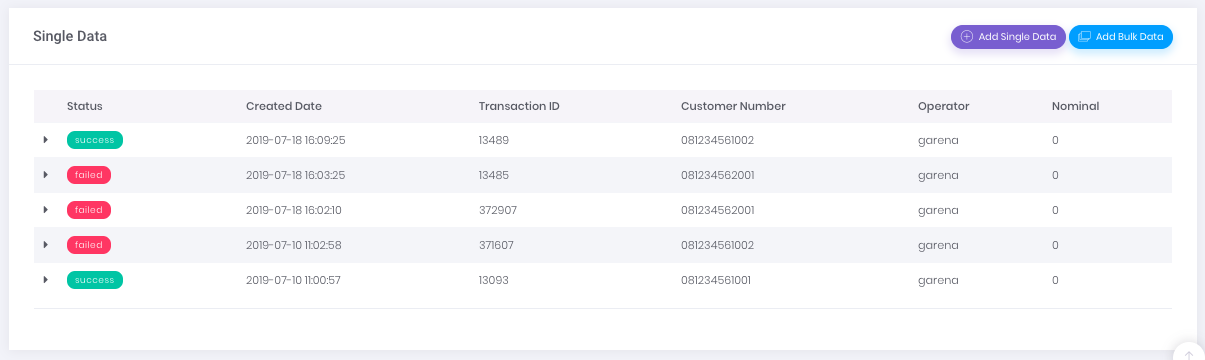 Single Data Add Single Data Add Bulk Data
Status Created Date Transaction ID Customer Number Operator Nominal
success 2019-07-18 16:09:25 13489 081234561002 garena 0
failed 2019-07-18 16:03:25 13485 081234562001 garena 0
failed 2019-07-18 16:02:10 372907 081234562001 garena 0
failed 2019-07-10 11:02:58 371607 081234561002 garena 0
success 2019-07-10 11:00:57 13093 081234561001 garena 0